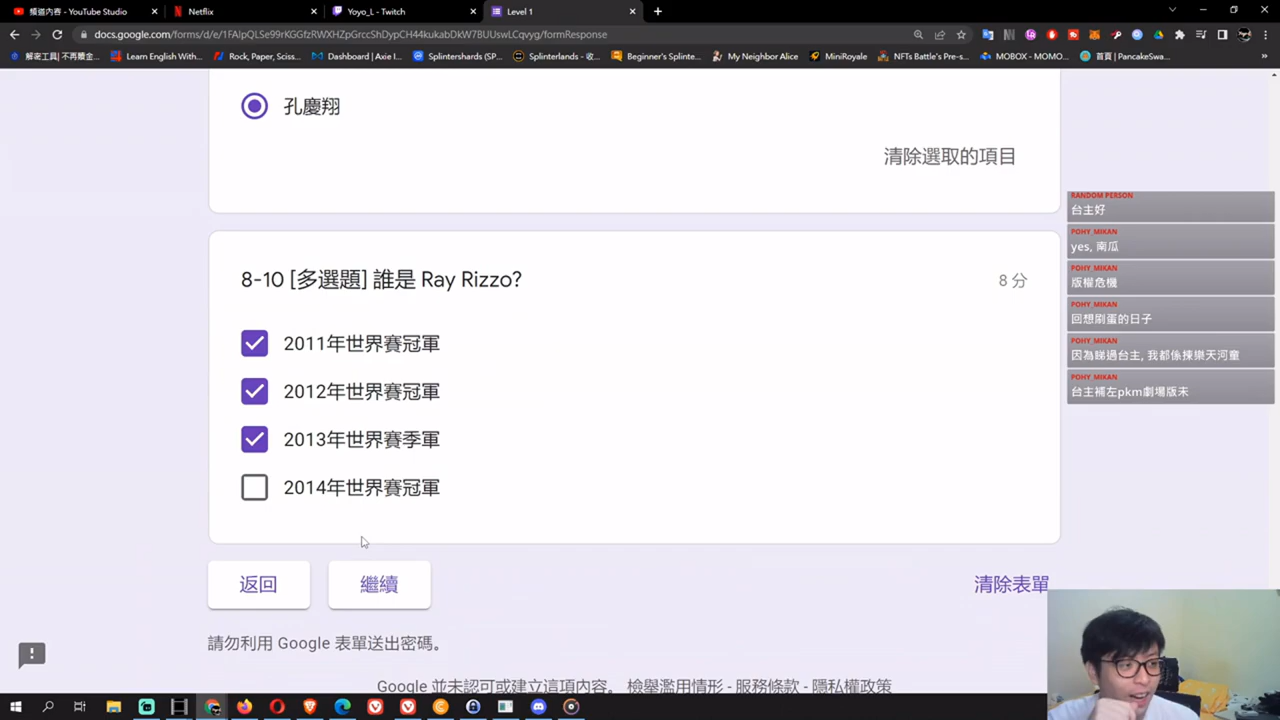 頻道內容 - YouTube Studio
Netflix
Yoyo_L - Twitch
Level 1
docs.google.com/forms/d/e/1FAIpQLSe99rKGGfzRWXHZpGrccShDypCH44kukabDkW7BUUswLCqvyg/formResponse
解密工具| 不再贖金...
Learn English With...
Rock, Paper, Sciss...
Dashboard | Axie I...
Splintershards (SP...
Splinterlands - 收...
Beginner's Splinte...
My Neighbor Alice
MiniRoyale
NFTs Battle's Pre-s...
MOBOX - MOMO...
首頁 | PancakeSwa...
孔慶翔
清除選取的項目
8-10 [多選題] 誰是 Ray Rizzo?
8 分
2011年世界賽冠軍
2012年世界賽冠軍
2013年世界賽季軍
2014年世界賽冠軍
返回
繼續
清除表單
請勿利用 Google 表單送出密碼。
Google 並未認可或建立這項內容。 檢舉濫用情形 - 服務條款 - 隱私權政策
RANDOM PERSON
台主好
POHY_MIKAN
yes, 南瓜
POHY_MIKAN
版權危機
POHY_MIKAN
回想刷蛋的日子
POHY_MIKAN
因為睇過台主, 我都係揀樂天河童
POHY_MIKAN
台主補左pkm劇場版未